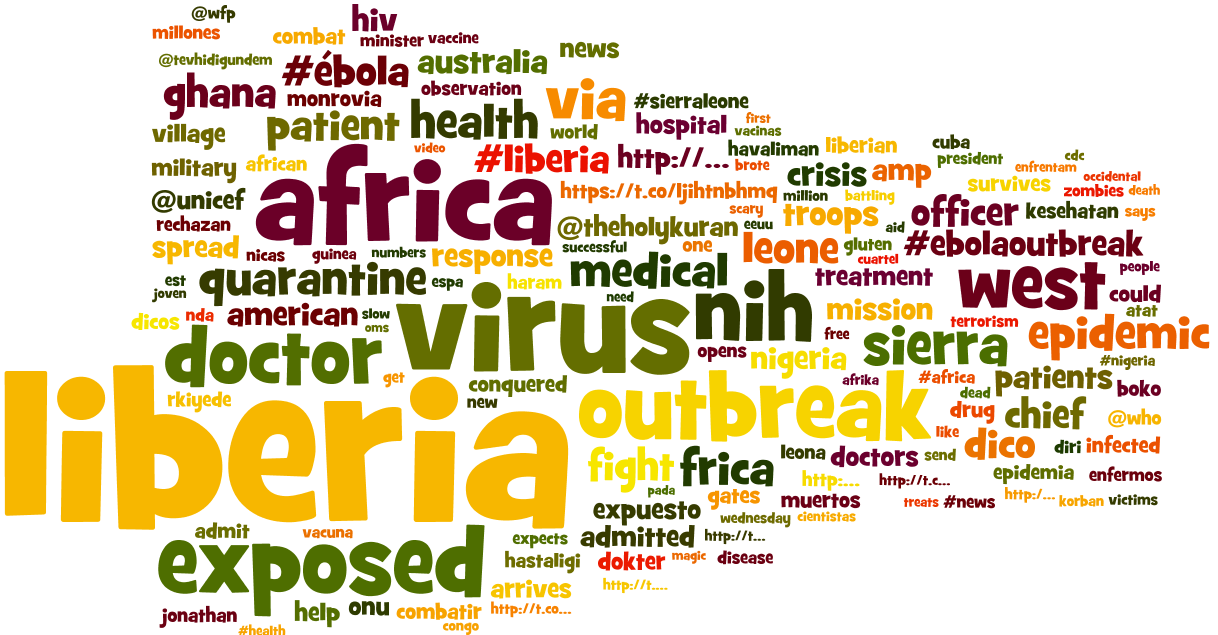 @wfp
hiv
millones
combat
minister
vaccine
news
@tevhidigundem
#ébola
australia
ghana
monrovia
observation
via
#sierraleone
village
patient
health
world
hospital
first
vacinas
military
african
video
#liberia
http://...
brote
havaliman
liberian
cuba
president
cdc
crisis
amp
enfrentam
occidental
@unicef
africa
https://t.co/ljihtnbhmq
million
battling
survives
zombies
death
rechazan
@theholykuran
scary
eeuu
troops
aid
officer
kesehatan
says
spread
nicas
guinea
numbers
response
successful
one
leone
gluten
cuartel
#ebolaoutbreak
est
joven
quarantine
espa
haram
medical
need
treatment
west
people
could
atat
dicos
nda
american
slow
oms
virus
nih
mission
free
terrorism
epidemic
doctor
get
conquered
new
opens
nigeria
sierra
#nigeria
rkiyede
afrika
#africa
dead
patients
boko
liberia
outbreak
like
drug
chief
@who
dico
diri
infected
fight
frica
leona
doctors
send
epidemia
enfermos
pada
gates
http:...
http://t.c...
muertos
treats
#news
http:/...
korban
victims
expuesto
wednesday
cientistas
admit
vacuna
exposed
expects
admitted
http://t...
hastaligi
dokter
magic
disease
arrives
http://t....
jonathan
help
onu
combatir
http://t.co...
#health
congo